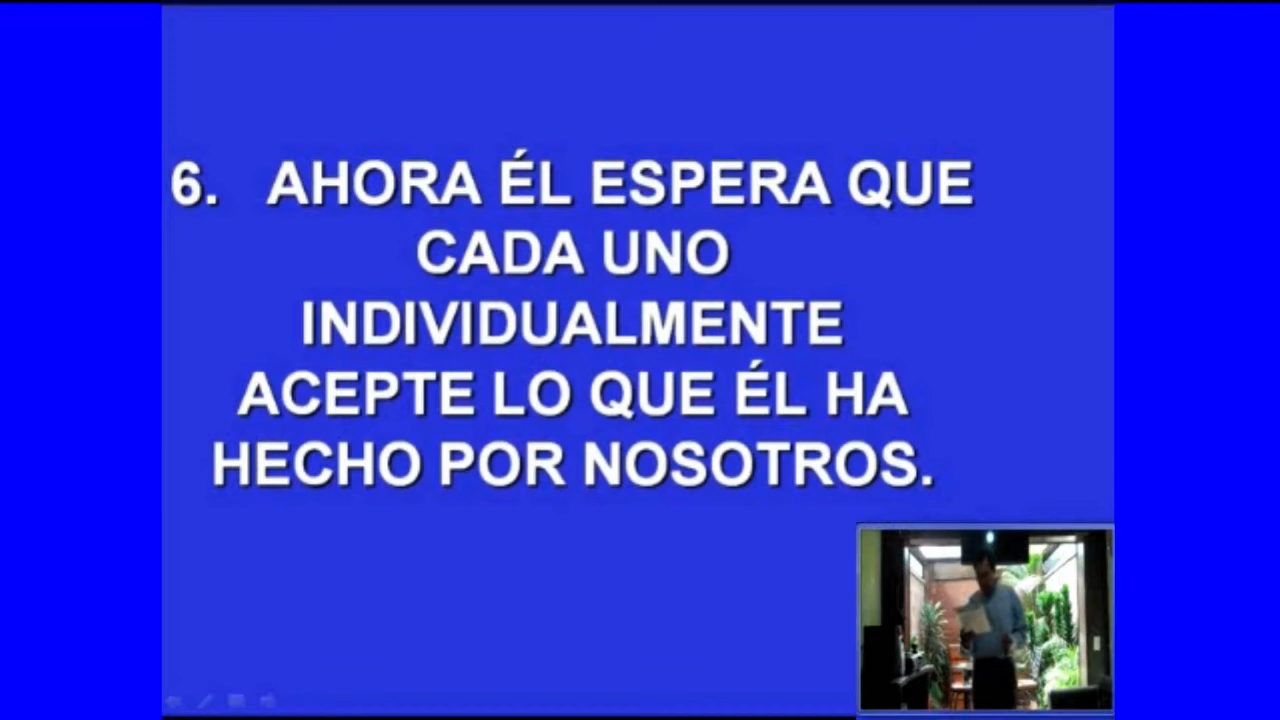 6. AHORA ÉL ESPERA QUE
CADA UNO
INDIVIDUALMENTE
ACEPTE LO QUE ÉL HA
HECHO POR NOSOTROS.